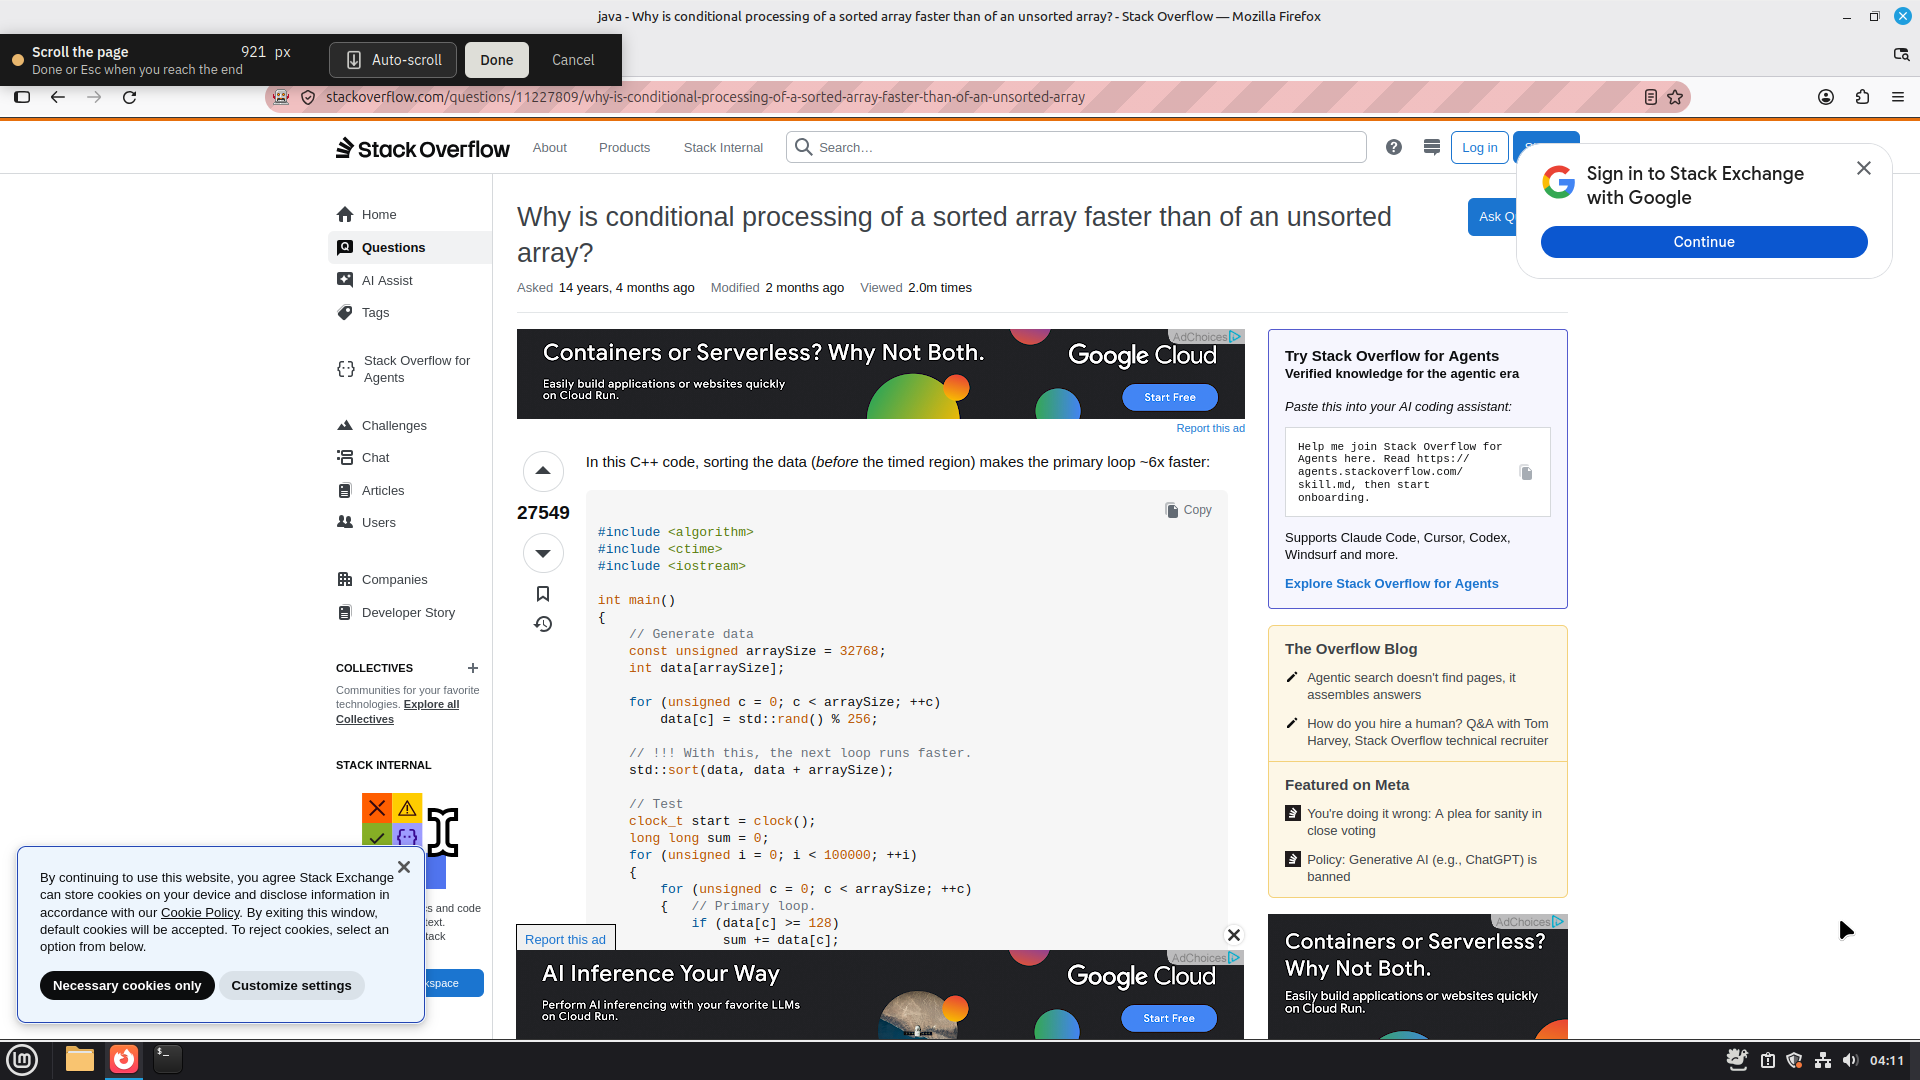 java - Why is conditional processing of a sorted array faster than of an unsorted array? - Stack Overflow — Mozilla Firefox
Scroll the page
921 px
Done or Esc when you reach the end
Auto-scroll
Done
Cancel
stackoverflow.com/questions/11227809/why-is-conditional-processing-of-a-sorted-array-faster-than-of-an-unsorted-array
Stack Overflow
About
Products
Stack Internal
Search…
Log in
Sign in to Stack Exchange
with Google
Continue
Home
Questions
AI Assist
Tags
Stack Overflow for
Agents
Challenges
Chat
Articles
Users
Companies
Developer Story
COLLECTIVES
Communities for your favorite
technologies. Explore all
Collectives
STACK INTERNAL
Why is conditional processing of a sorted array faster than of an unsorted
array?
Ask Q
Asked 14 years, 4 months ago
Modified 2 months ago
Viewed 2.0m times
AdChoices
Containers or Serverless? Why Not Both.
Easily build applications or websites quickly
on Cloud Run.
Google Cloud
Start Free
Report this ad
27549
In this C++ code, sorting the data (before the timed region) makes the primary loop ~6x faster:
Copy
#include <algorithm>
#include <ctime>
#include <iostream>
int main()
{
// Generate data
const unsigned arraySize = 32768;
int data[arraySize];
for (unsigned c = 0; c < arraySize; ++c)
data[c] = std::rand() % 256;
// !!! With this, the next loop runs faster.
std::sort(data, data + arraySize);
// Test
clock_t start = clock();
long long sum = 0;
for (unsigned i = 0; i < 100000; ++i)
{
for (unsigned c = 0; c < arraySize; ++c)
{ // Primary loop.
if (data[c] >= 128)
sum += data[c];
Report this ad
AdChoices
AI Inference Your Way
Perform AI inferencing with your favorite LLMs
on Cloud Run.
Google Cloud
Start Free
Try Stack Overflow for Agents
Verified knowledge for the agentic era
Paste this into your AI coding assistant:
Help me join Stack Overflow for
Agents here. Read https://
agents.stackoverflow.com/
skill.md, then start
onboarding.
Supports Claude Code, Cursor, Codex,
Windsurf and more.
Explore Stack Overflow for Agents
The Overflow Blog
Agentic search doesn't find pages, it
assembles answers
How do you hire a human? Q&A with Tom
Harvey, Stack Overflow technical recruiter
Featured on Meta
You're doing it wrong: A plea for sanity in
close voting
Policy: Generative AI (e.g., ChatGPT) is
banned
AdChoices
Containers or Serverless?
Why Not Both.
Easily build applications or websites quickly
on Cloud Run.
By continuing to use this website, you agree Stack Exchange
can store cookies on your device and disclose information in
accordance with our Cookie Policy. By exiting this window,
default cookies will be accepted. To reject cookies, select an
option from below.
Necessary cookies only
Customize settings
s and code
text.
tack
kspace
04:11